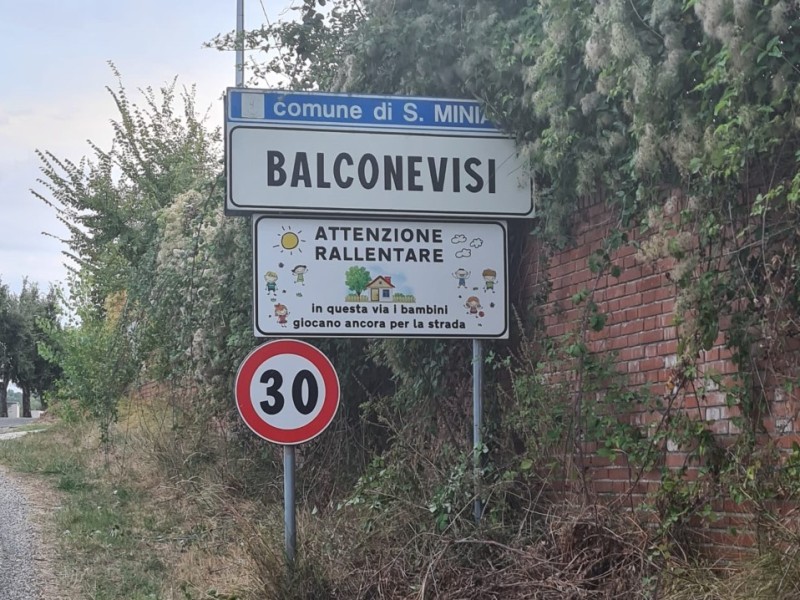 comune di S. MINIA
BALCONEVISI
ATTENZIONE
RALLENTARE
in questa via i bambini
giocano ancora per la strada
30